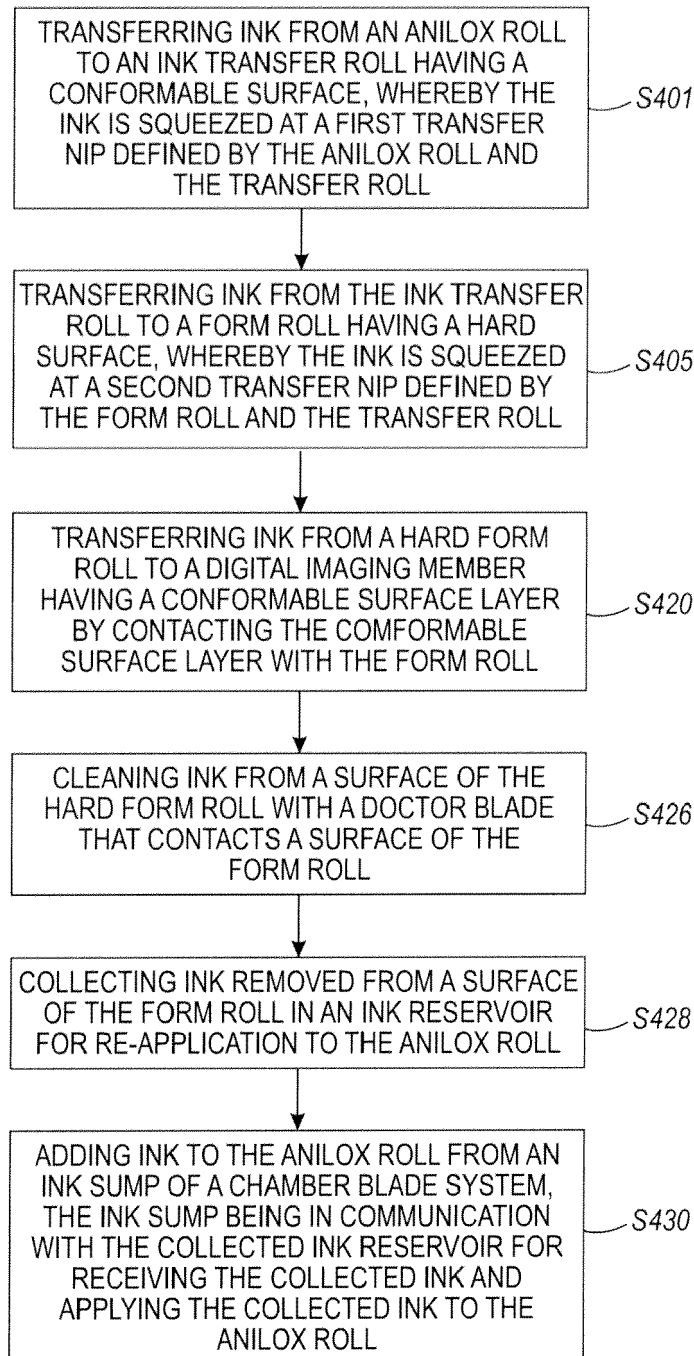 TRANSFERRING INK FROM AN ANILOX ROLL
TO AN INK TRANSFER ROLL HAVING A
CONFORMABLE SURFACE, WHEREBY THE
INK IS SQUEEZED AT A FIRST TRANSFER
NIP DEFINED BY THE ANILOX ROLL AND
THE TRANSFER ROLL
S401
TRANSFERRING INK FROM THE INK TRANSFER
ROLL TO A FORM ROLL HAVING A HARD
SURFACE, WHEREBY THE INK IS SQUEEZED
AT A SECOND TRANSFER NIP DEFINED BY
THE FORM ROLL AND THE TRANSFER ROLL
S405
TRANSFERRING INK FROM A HARD FORM
ROLL TO A DIGITAL IMAGING MEMBER
HAVING A CONFORMABLE SURFACE LAYER
BY CONTACTING THE COMFORMABLE
SURFACE LAYER WITH THE FORM ROLL
S420
CLEANING INK FROM A SURFACE OF THE
HARD FORM ROLL WITH A DOCTOR BLADE
THAT CONTACTS A SURFACE OF THE
FORM ROLL
S426
COLLECTING INK REMOVED FROM A SURFACE
OF THE FORM ROLL IN AN INK RESERVOIR
FOR RE-APPLICATION TO THE ANILOX ROLL
S428
ADDING INK TO THE ANILOX ROLL FROM AN
INK SUMP OF A CHAMBER BLADE SYSTEM,
THE INK SUMP BEING IN COMMUNICATION
WITH THE COLLECTED INK RESERVOIR FOR
RECEIVING THE COLLECTED INK AND
APPLYING THE COLLECTED INK TO THE
ANILOX ROLL
S430